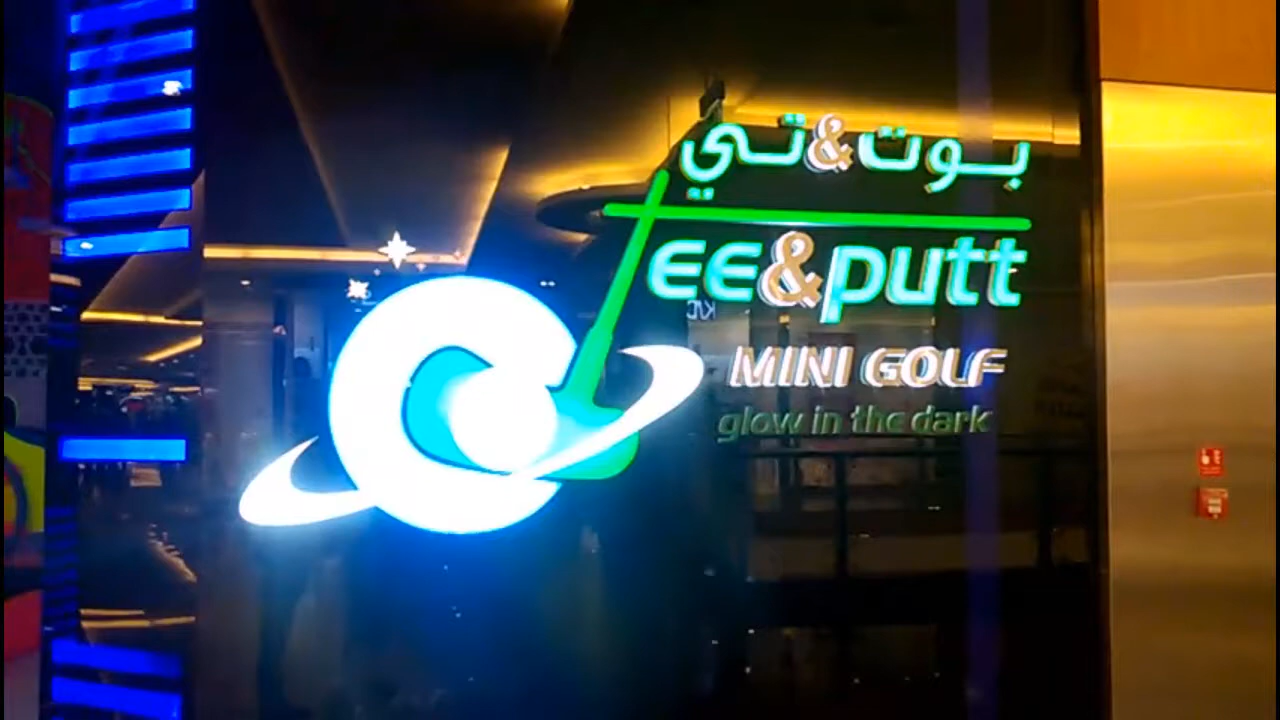 بوت&تي
Tee&putt
MINI GOLF
glow in the dark